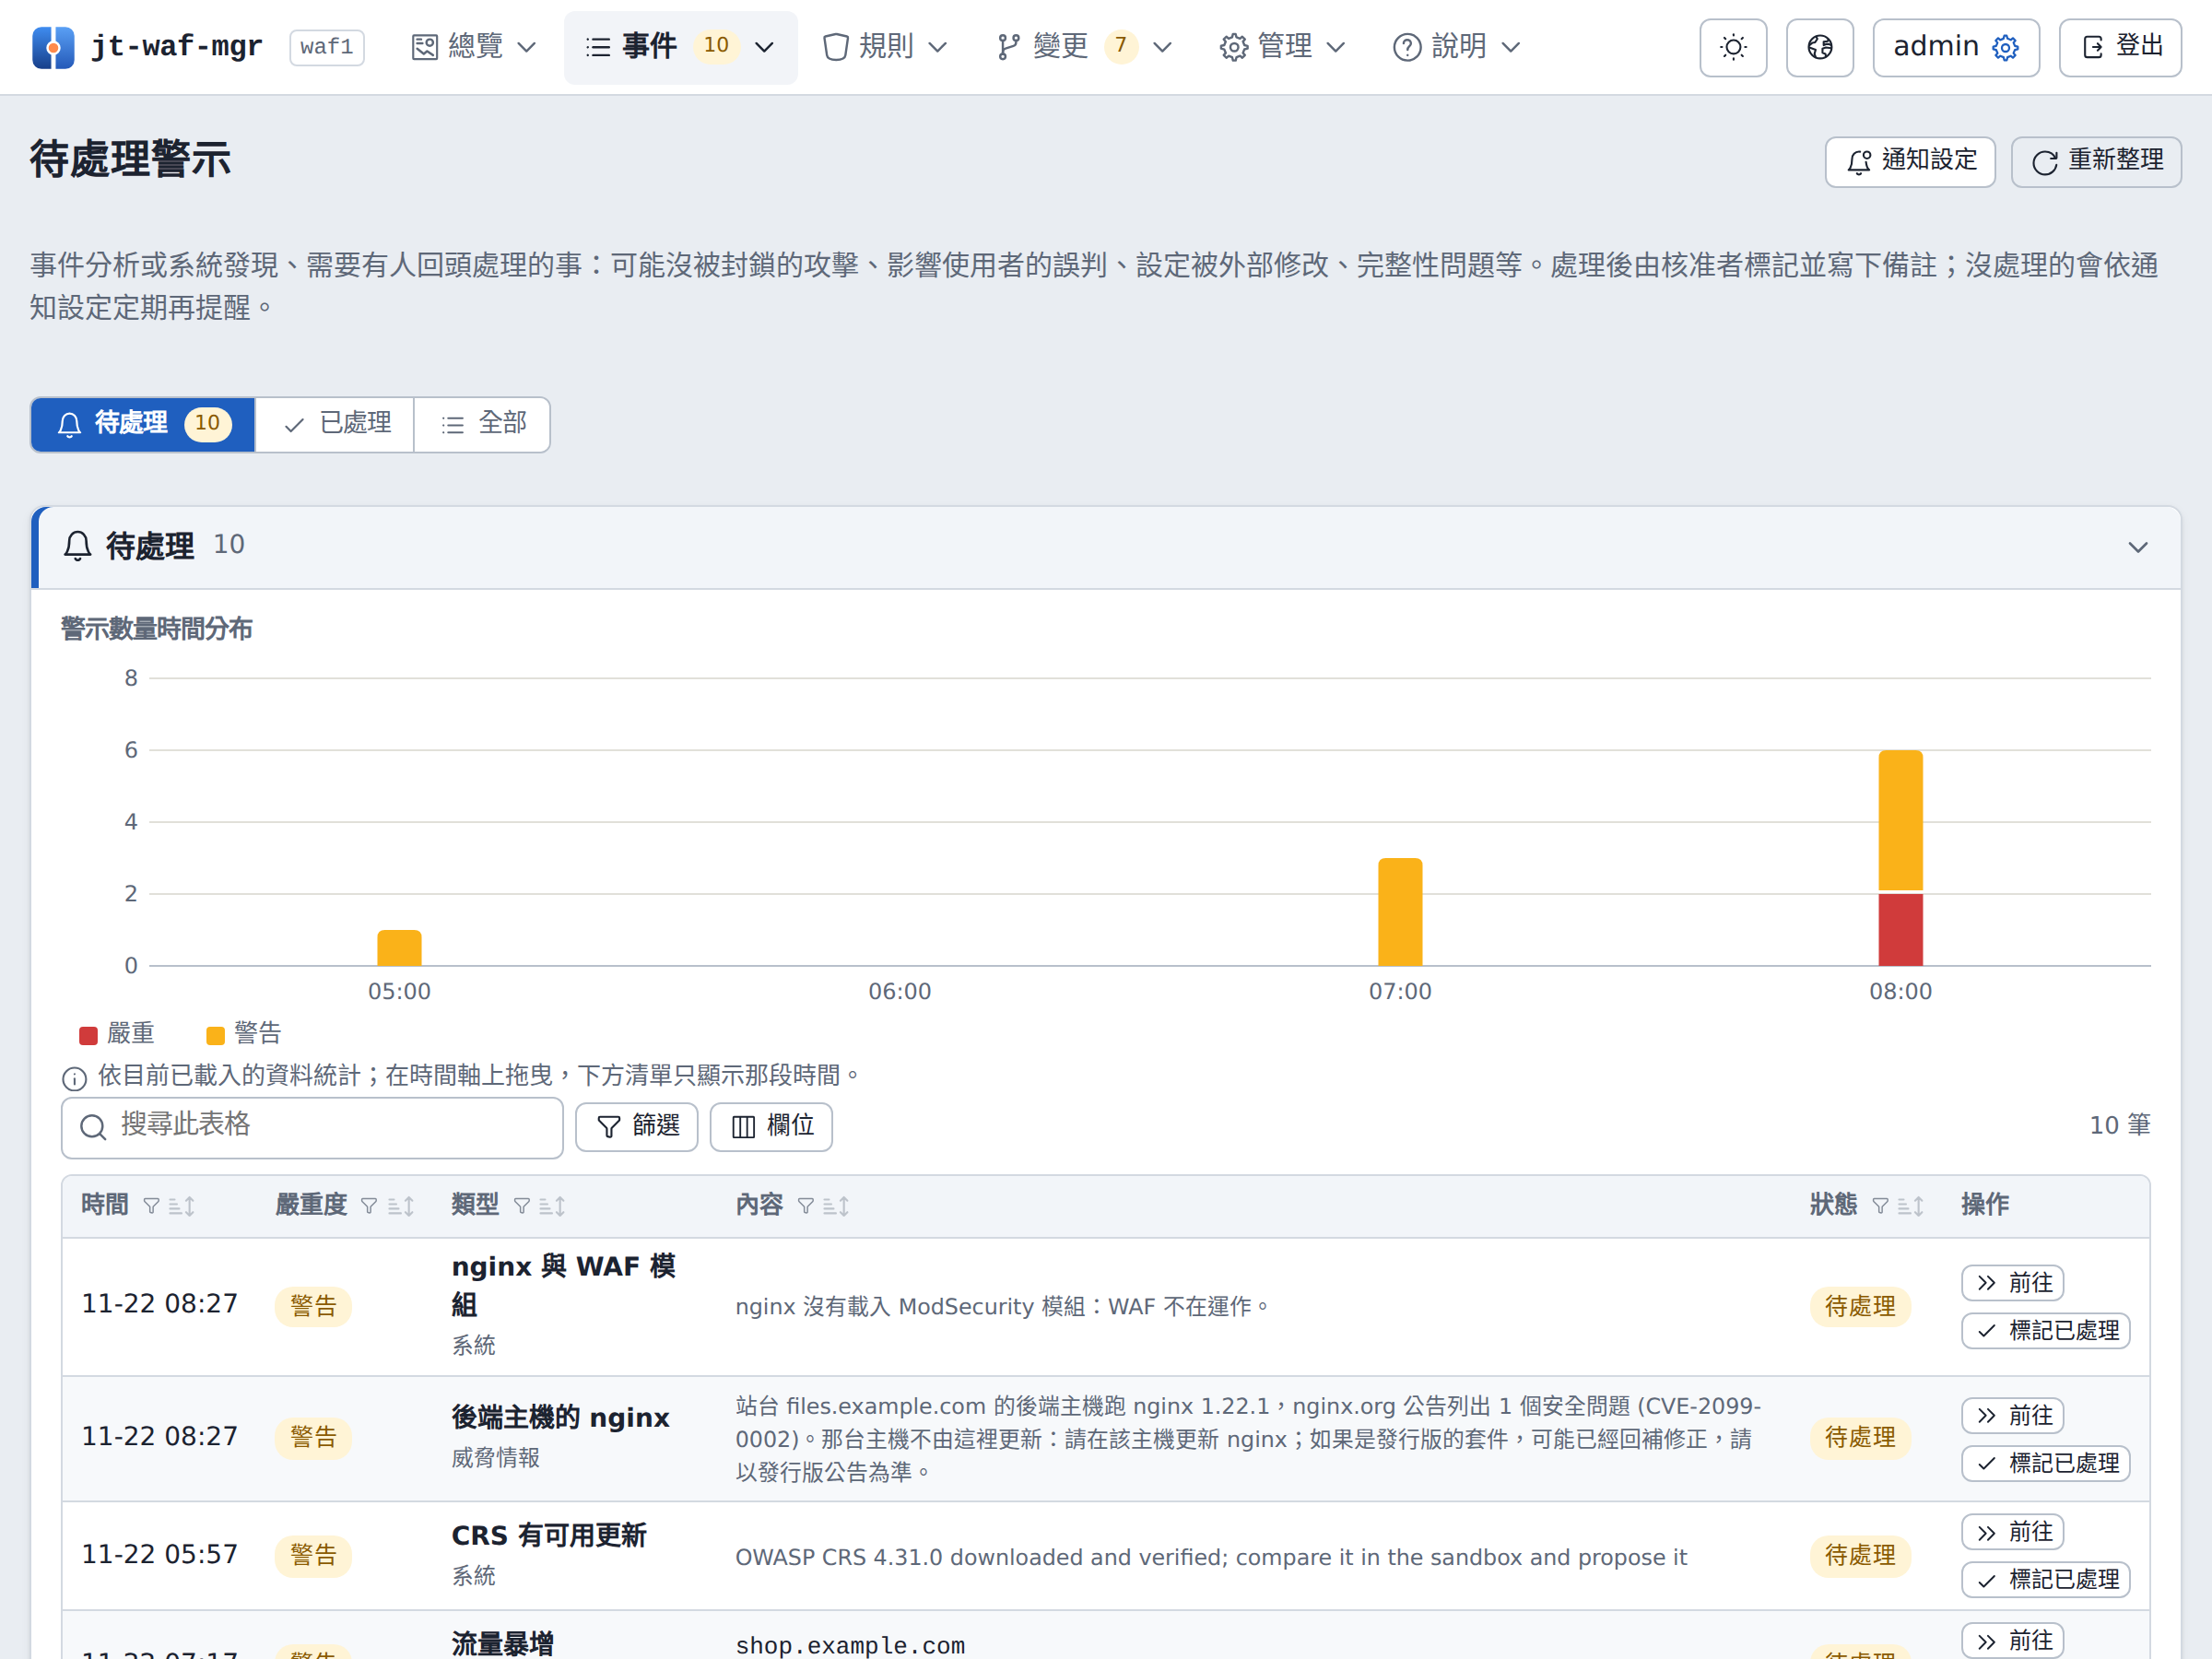 jt-waf-mgr waf1 總覽 事件 10 規則 變更 7 管理 說明 admin 登出
待處理警示
通知設定 重新整理
事件分析或系統發現、需要有人回頭處理的事：可能沒被封鎖的攻擊、影響使用者的誤判、設定被外部修改、完整性問題等。處理後由核准者標記並寫下備註；沒處理的會依通
知設定定期再提醒。
待處理 10 已處理 全部
待處理 10
警示數量時間分布
8
6
4
2
0
05:00 06:00 07:00 08:00
嚴重 警告
依目前已載入的資料統計；在時間軸上拖曳，下方清單只顯示那段時間。
搜尋此表格 篩選 欄位 10 筆
時間 嚴重度 類型 內容 狀態 操作
11-22 08:27 警告 nginx 與 WAF 模
組
系統
nginx 沒有載入 ModSecurity 模組：WAF 不在運作。
待處理
前往
標記已處理
11-22 08:27 警告 後端主機的 nginx
威脅情報
站台 files.example.com 的後端主機跑 nginx 1.22.1，nginx.org 公告列出 1 個安全問題 (CVE-2099-
0002)。那台主機不由這裡更新：請在該主機更新 nginx；如果是發行版的套件，可能已經回補修正，請
以發行版公告為準。
待處理
前往
標記已處理
11-22 05:57 警告 CRS 有可用更新
系統
OWASP CRS 4.31.0 downloaded and verified; compare it in the sandbox and propose it
待處理
前往
標記已處理
11-22 07:17 警告 流量暴增
shop.example.com
待處理
前往